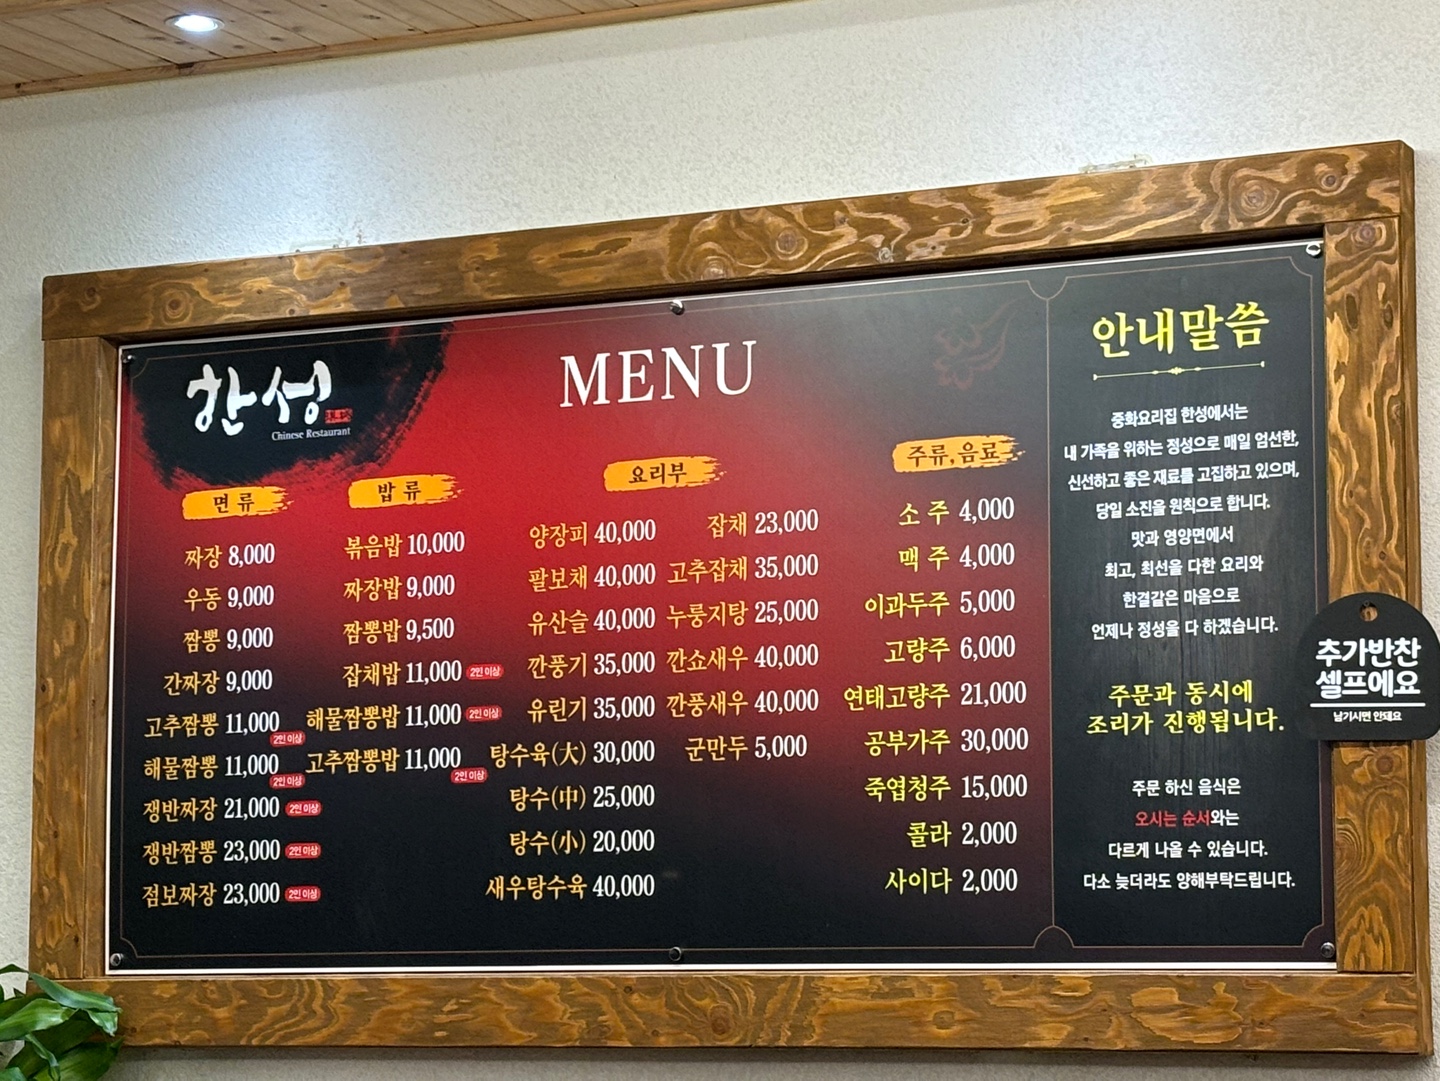 한성
Chinese Restaurant
MENU
면 류
짜장 8,000
우동 9,000
짬뽕 9,000
간짜장 9,000
고추짬뽕 11,000
2인 이상
해물짬뽕 11,000
2인 이상
쟁반짜장 21,000 2인 이상
쟁반짬뽕 23,000 2인 이상
점보짜장 23,000 2인 이상
밥 류
볶음밥 10,000
짜장밥 9,000
짬뽕밥 9,500
잡채밥 11,000 2인 이상
해물짬뽕밥 11,000 2인 이상
고추짬뽕밥 11,000
2인 이상
요리부
양장피 40,000
팔보채 40,000
유산슬 40,000
깐풍기 35,000
유린기 35,000
탕수육(大) 30,000
탕수(中) 25,000
탕수(小) 20,000
새우탕수육 40,000
잡채 23,000
고추잡채 35,000
누룽지탕 25,000
깐쇼새우 40,000
깐풍새우 40,000
군만두 5,000
주류,음료
소 주 4,000
맥 주 4,000
이과두주 5,000
고량주 6,000
연태고량주 21,000
공부가주 30,000
죽엽청주 15,000
콜라 2,000
사이다 2,000
안내말씀
중화요리집 한성에서는
내 가족을 위하는 정성으로 매일 엄선한,
신선하고 좋은 재료를 고집하고 있으며,
당일 소진을 원칙으로 합니다.
맛과 영양면에서
최고, 최선을 다한 요리와
한결같은 마음으로
언제나 정성을 다 하겠습니다.
주문과 동시에
조리가 진행됩니다.
주문 하신 음식은
오시는 순서와는
다르게 나올 수 있습니다.
다소 늦더라도 양해부탁드립니다.
추가반찬
셀프에요
남기시면 안돼요